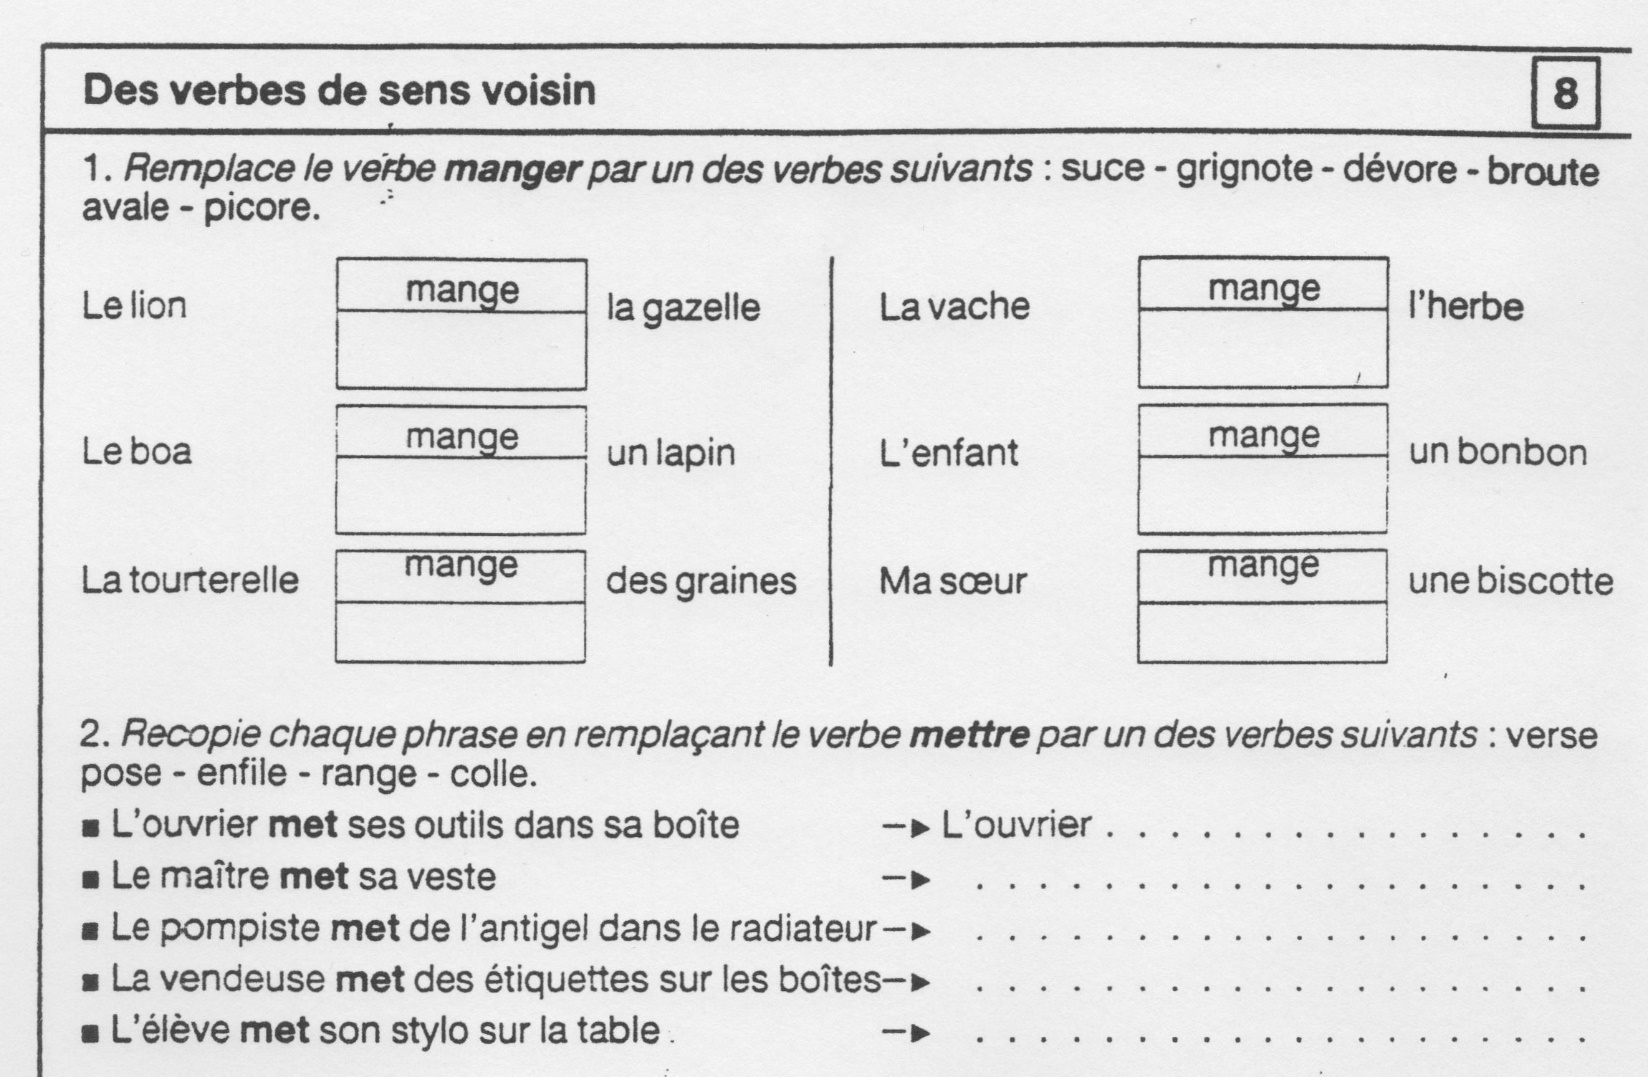 Des verbes de sens voisin 8
1. Remplace le verbe manger par un des verbes suivants : suce - grignote - dévore - broute
avale - picore.
Le lion mange la gazelle La vache mange l'herbe
Le boa mange un lapin L'enfant mange un bonbon
La tourterelle mange des graines Ma sœur mange une biscotte
2. Recopie chaque phrase en remplaçant le verbe mettre par un des verbes suivants : verse
pose - enfile - range - colle.
■ L'ouvrier met ses outils dans sa boîte → L'ouvrier . . . . . . . . . . . . . . . .
■ Le maître met sa veste → . . . . . . . . . . . . . . . . . . . .
■ Le pompiste met de l'antigel dans le radiateur → . . . . . . . . . . . . . . . . . . . .
■ La vendeuse met des étiquettes sur les boîtes → . . . . . . . . . . . . . . . . . . . .
■ L'élève met son stylo sur la table . → . . . . . . . . . . . . . . . . . . . .